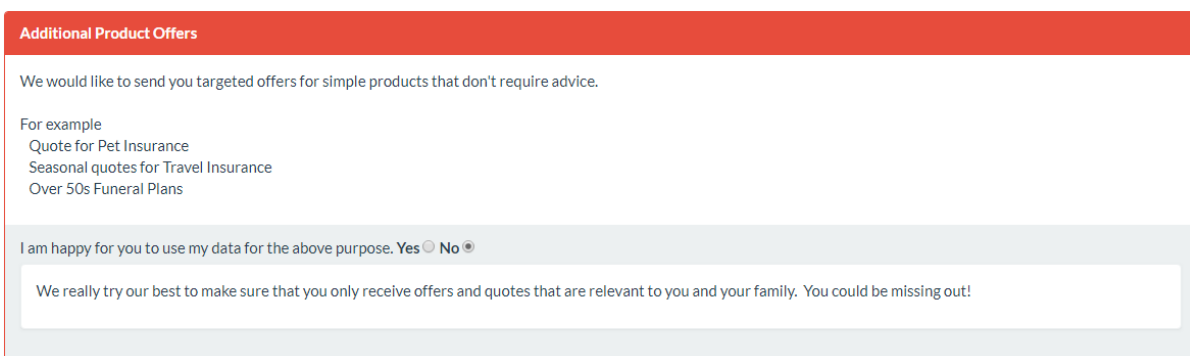 Additional Product Offers
We would like to send you targeted offers for simple products that don't require advice.
For example
Quote for Pet Insurance
Seasonal quotes for Travel Insurance
Over 50s Funeral Plans
I am happy for you to use my data for the above purpose. Yes No
We really try our best to make sure that you only receive offers and quotes that are relevant to you and your family.  You could be missing out!